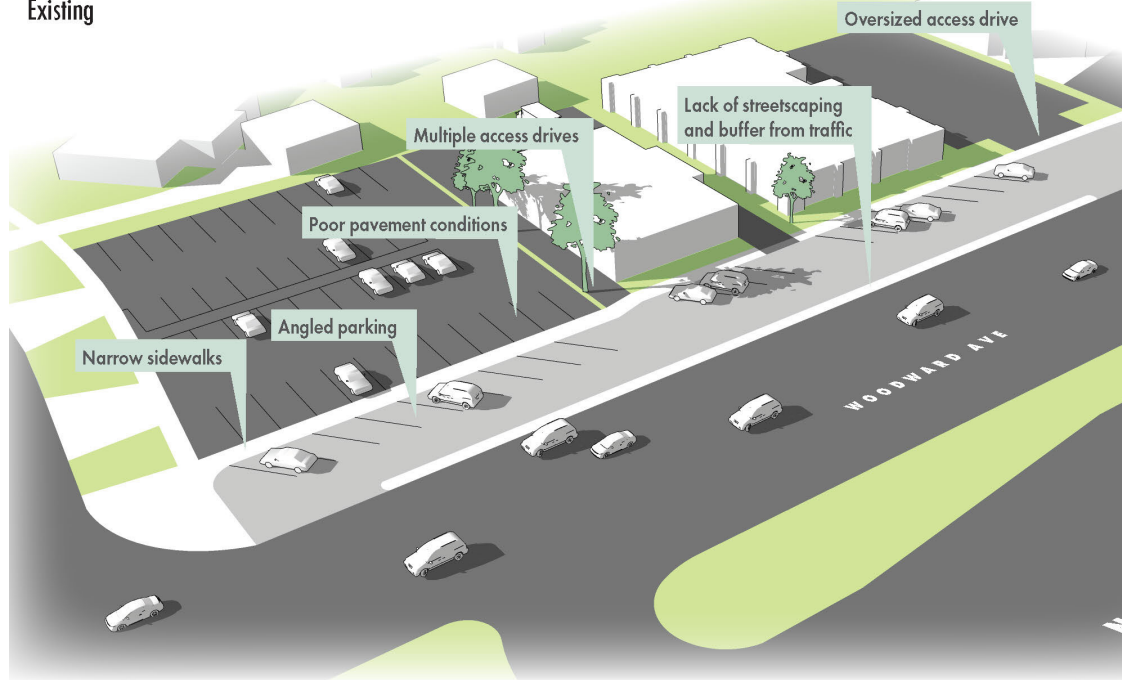 Existing
Oversized access drive
Lack of streetscaping
and buffer from traffic
Multiple access drives
Poor pavement conditions
Angled parking
Narrow sidewalks
WOODWARD AVE